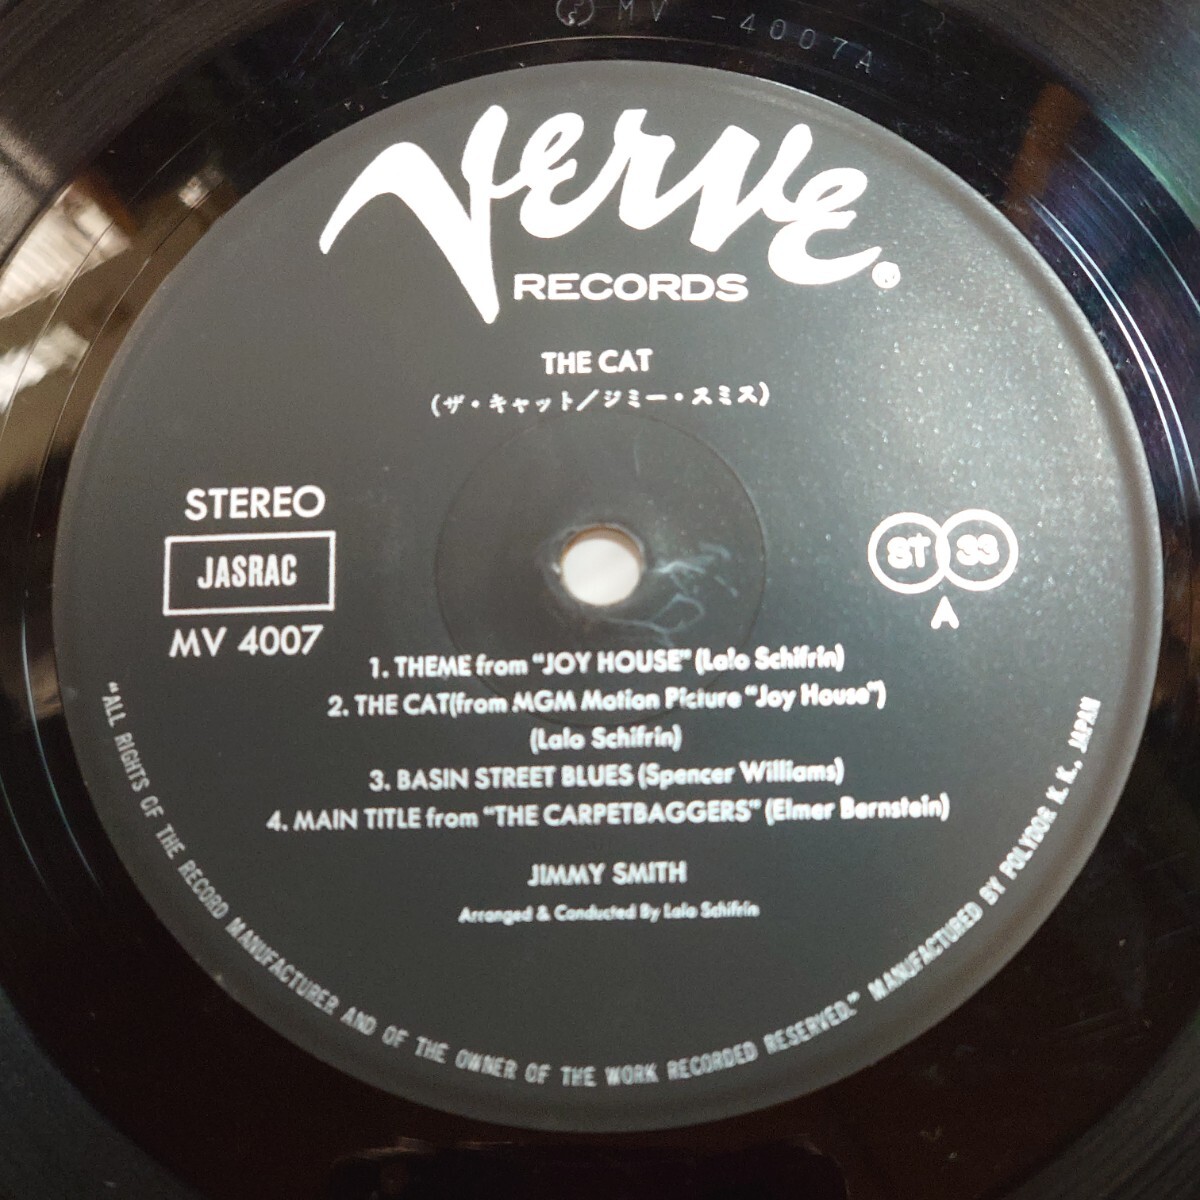 MV -4007A
Verve
RECORDS
THE CAT
(ザ・キャット／ジミー・スミス)
STEREO
JASRAC
MV 4007
ST 33
A
1. THEME from "JOY HOUSE" (Lalo Schifrin)
2. THE CAT(from MGM Motion Picture "Joy House")
(Lalo Schifrin)
3. BASIN STREET BLUES (Spencer Williams)
4. MAIN TITLE from "THE CARPETBAGGERS" (Elmer Bernstein)
JIMMY SMITH
Arranged & Conducted By Lalo Schifrin
"ALL RIGHTS OF THE RECORD MANUFACTURER AND OF THE OWNER OF THE WORK RECORDED RESERVED." MANUFACTURED BY POLYDOR K.K., JAPAN